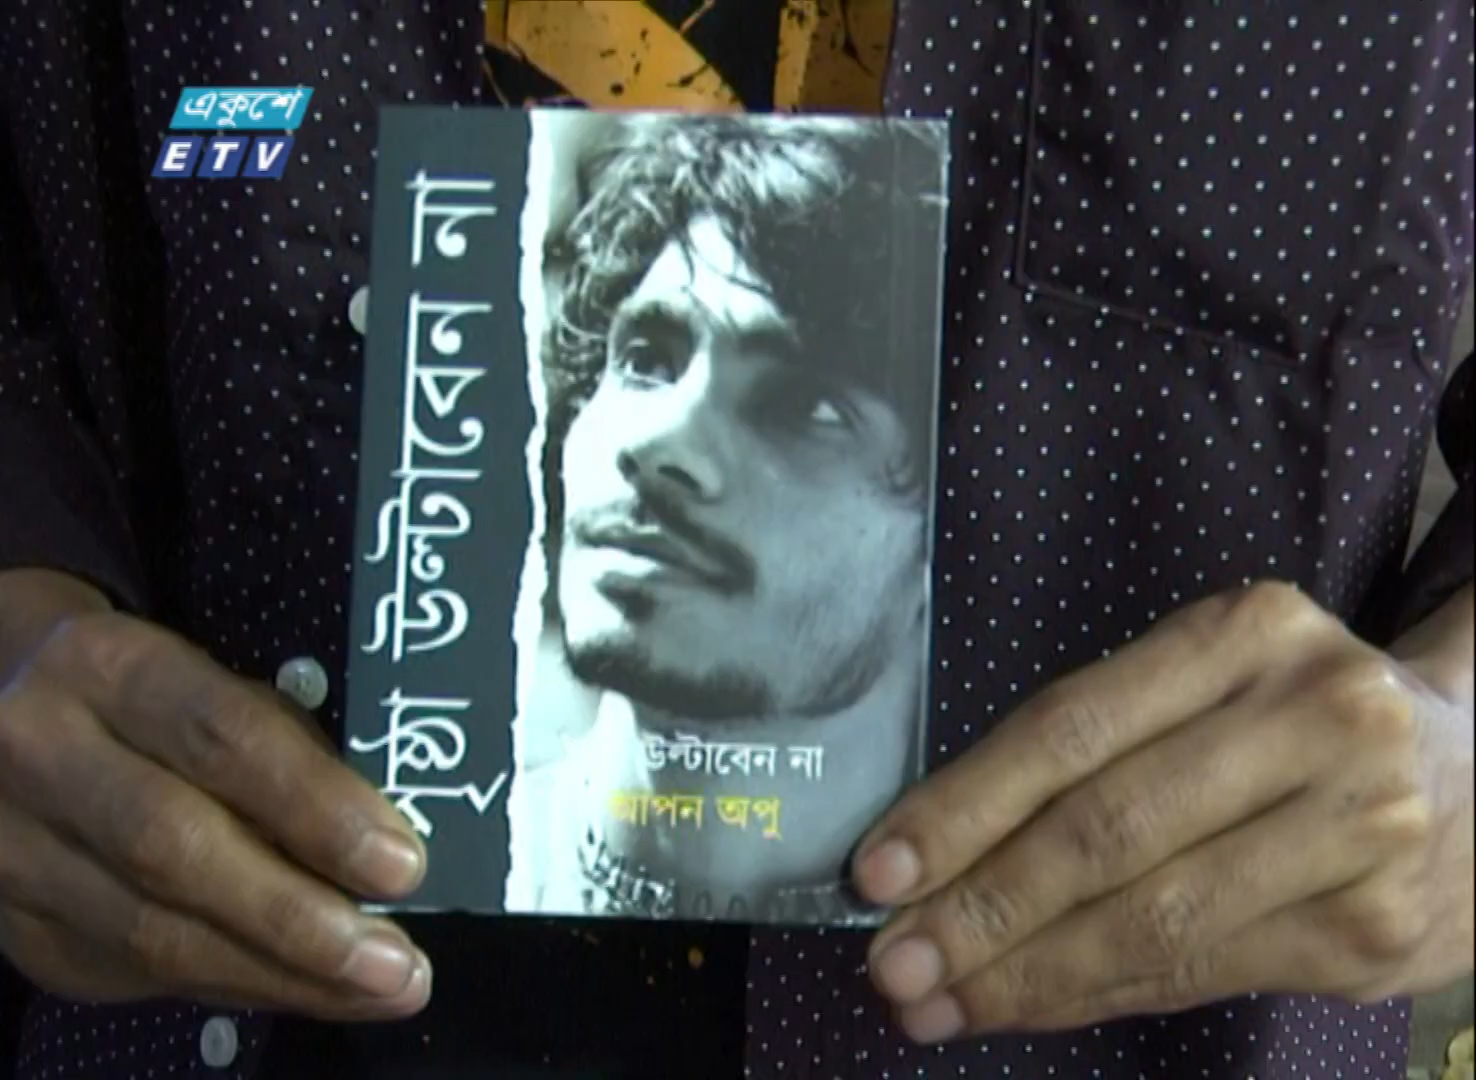 একুশে
ETV
পৃষ্ঠা উল্টাবেন না
উল্টাবেন না
আপন অপু